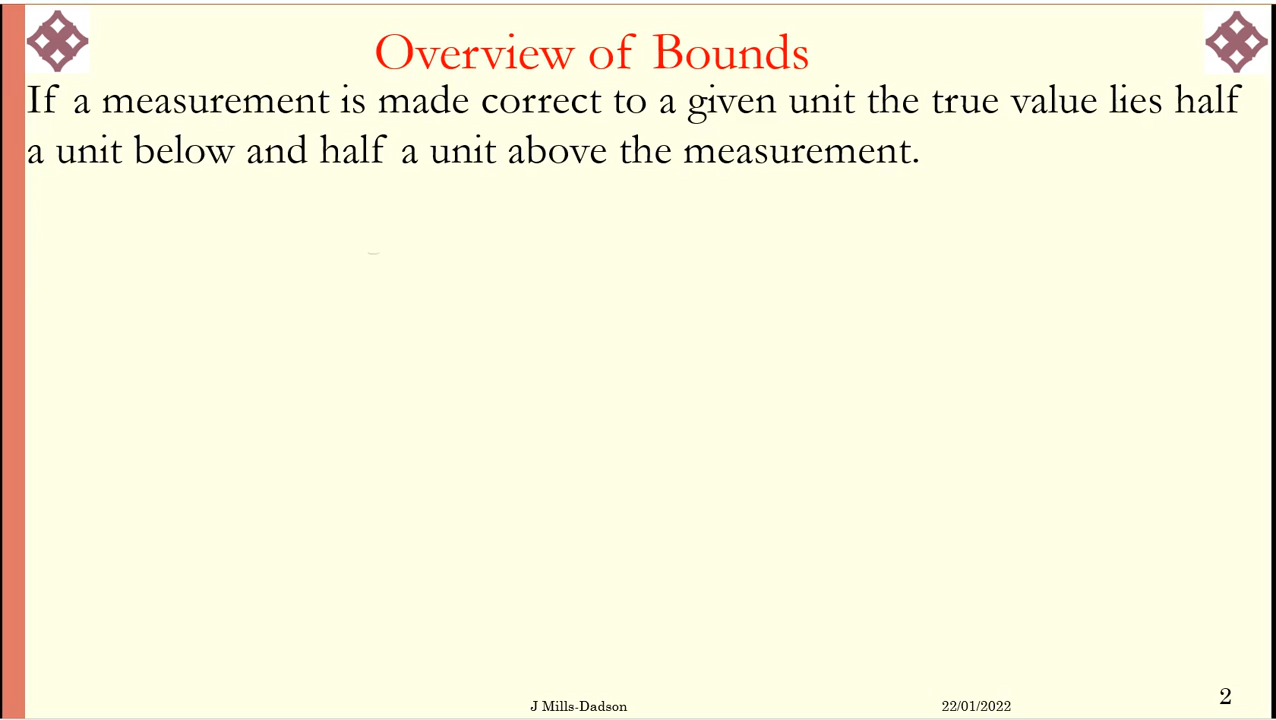 Overview of Bounds
If a measurement is made correct to a given unit the true value lies half
a unit below and half a unit above the measurement.
J Mills-Dadson
22/01/2022
2